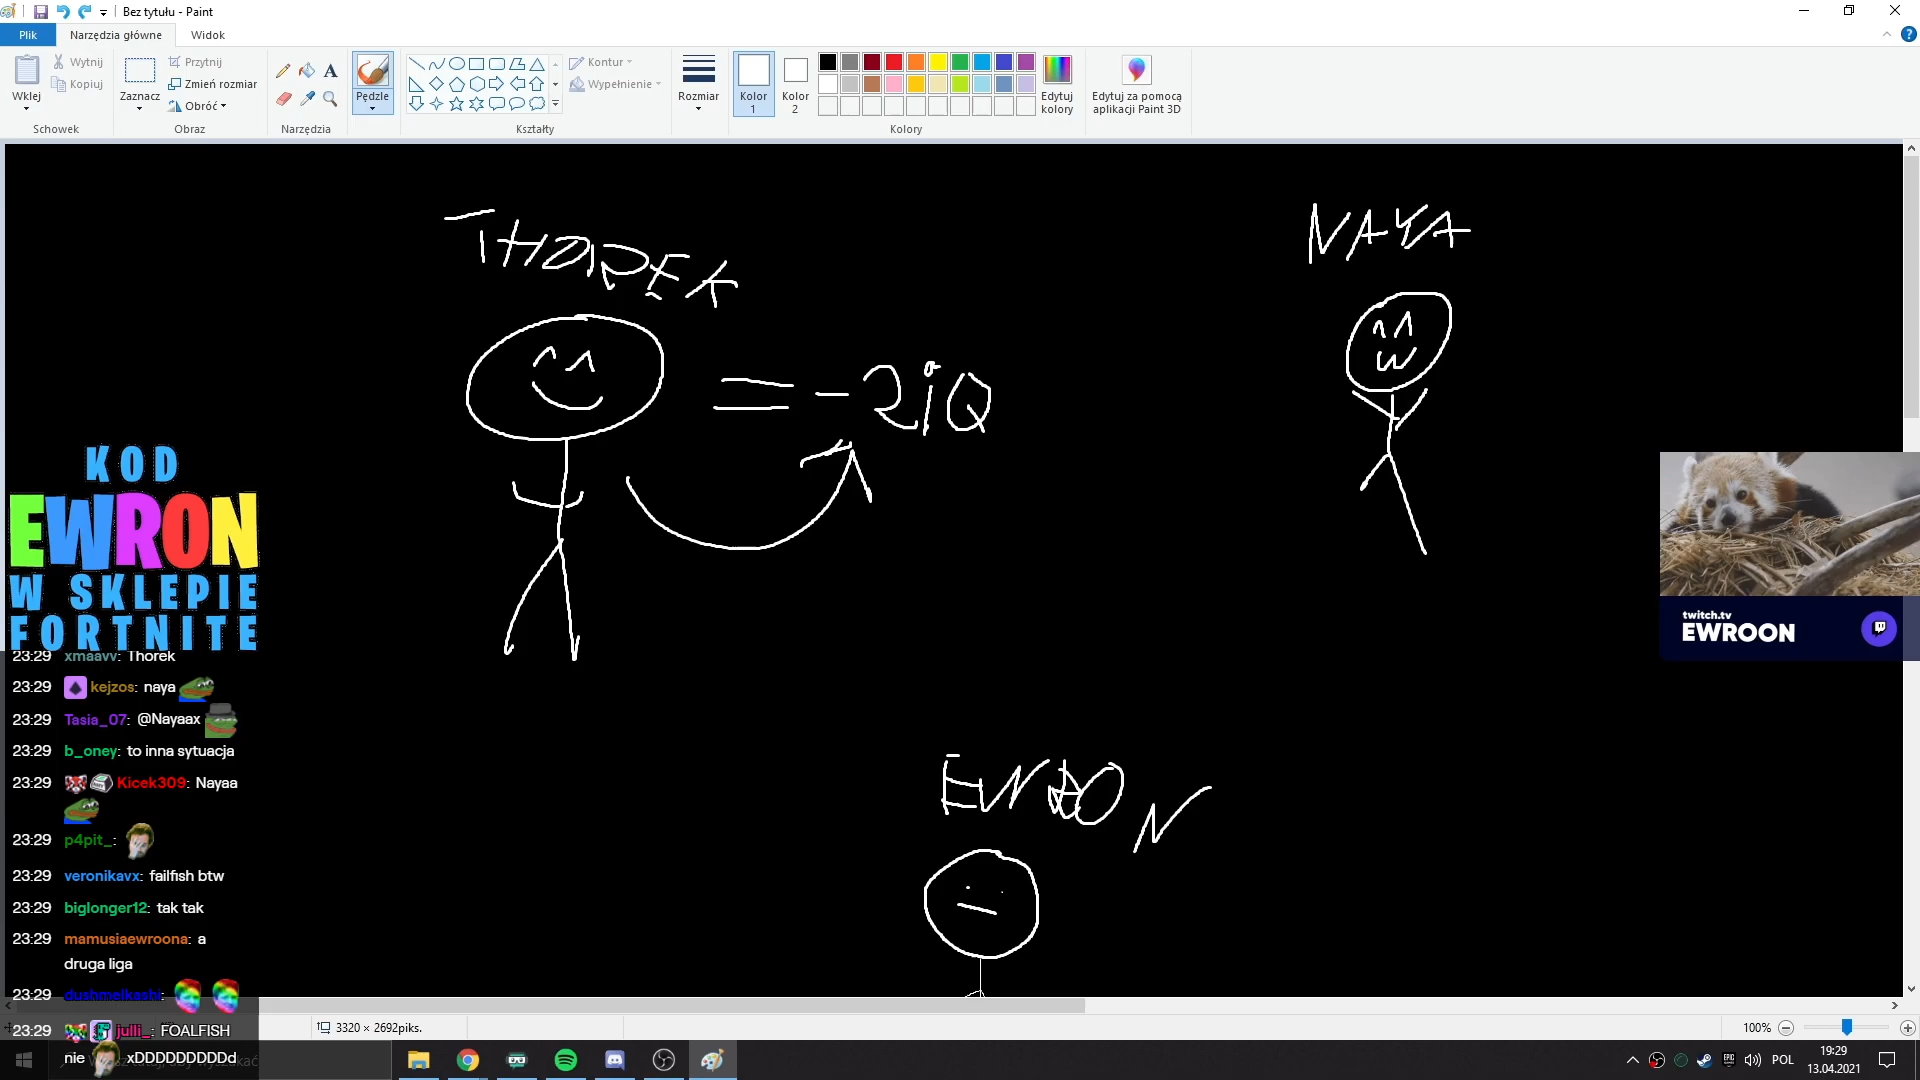 Bez tytułu - Paint
Plik
Narzędzia główne
Widok
Wklej
Wytnij
Kopiuj
Schowek
Zaznacz
Przytnij
Zmień rozmiar
Obróć
Obraz
A
Narzędzia
Pędzle
Kontur
Wypełnienie
Kształty
Rozmiar
Kolor
1
Kolor
2
Edytuj
kolory
Kolory
Edytuj za pomocą
aplikacji Paint 3D
THOREK
NAYA
= -2iQ
KOD
EWRON
W SKLEPIE
FORTNITE
twitch.tv
EWROON
23:29 xmaavv: Thorek
23:29 kejzos: naya
23:29 Tasia_07: @Nayaax
23:29 b_oney: to inna sytuacja
23:29 Kicek309: Nayaa
23:29 p4pit_:
23:29 veronikavx: failfish btw
23:29 biglonger12: tak tak
23:29 mamusiaewroona: a
druga liga
23:29 dushmeikashi:
23:29 julli_: FOALFISH
nie xDDDDDDDDDd
3320 × 2692piks.
100%
POL
19:29
13.04.2021